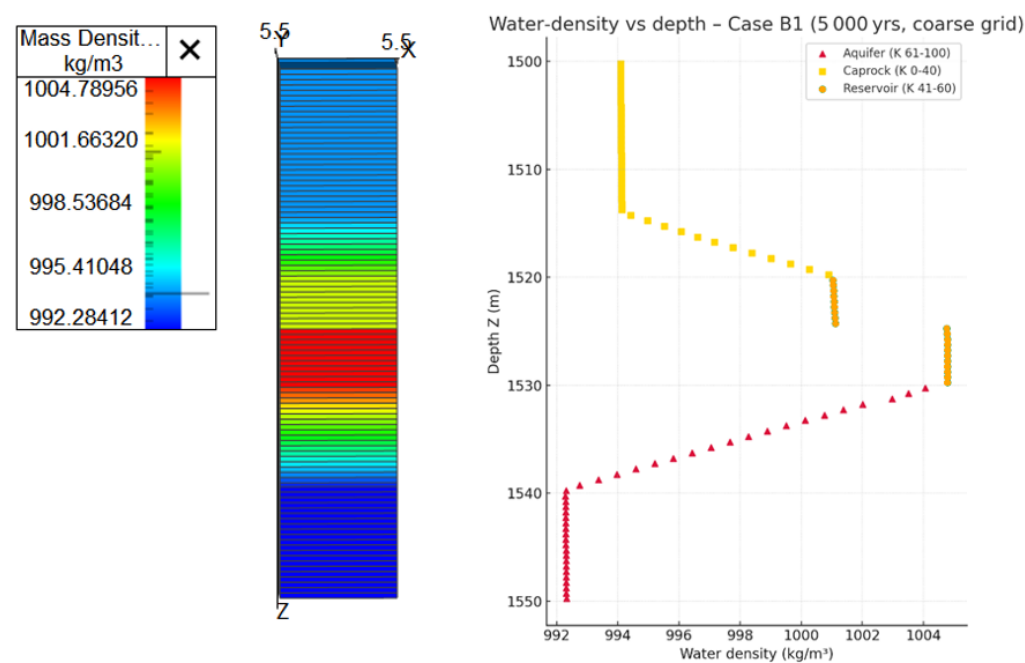 Mass Densit...
kg/m3
1004.78956
1001.66320
998.53684
995.41048
992.28412
5.5
Y
5.5
X
Z
Water-density vs depth – Case B1 (5 000 yrs, coarse grid)
Aquifer (K 61-100)
Caprock (K 0-40)
Reservoir (K 41-60)
Depth Z (m)
1500
1510
1520
1530
1540
1550
992
994
996
998
1000
1002
1004
Water density (kg/m³)